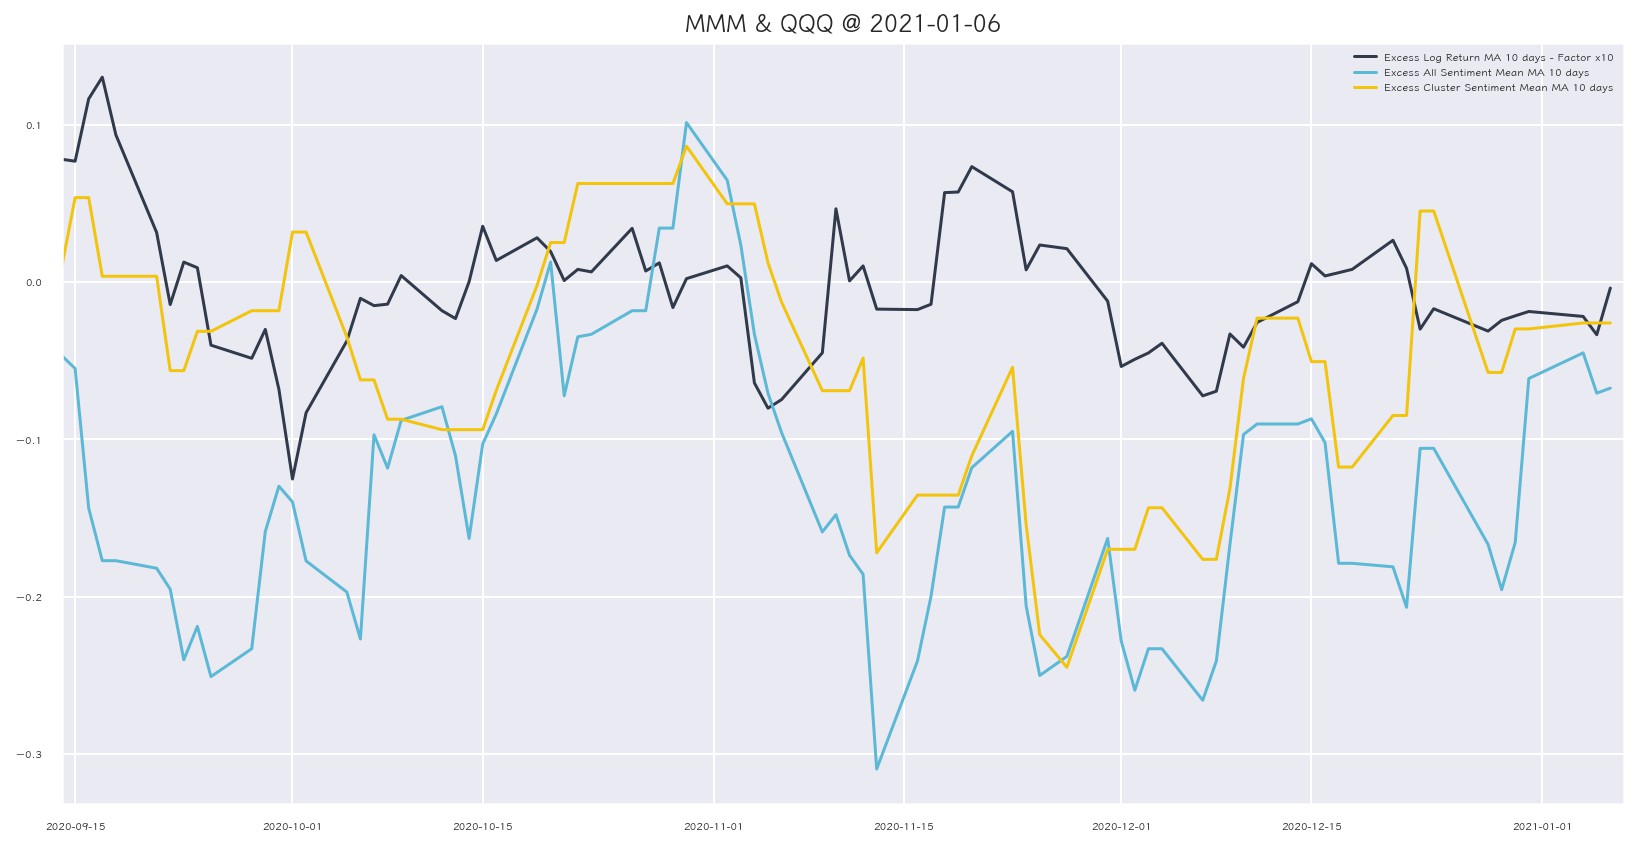 MMM & QQQ @ 2021-01-06
Excess Log Return MA 10 days - Factor x10
Excess All Sentiment Mean MA 10 days
Excess Cluster Sentiment Mean MA 10 days
0.1
0.0
−0.1
−0.2
−0.3
2020-09-15 2020-10-01 2020-10-15 2020-11-01 2020-11-15 2020-12-01 2020-12-15 2021-01-01